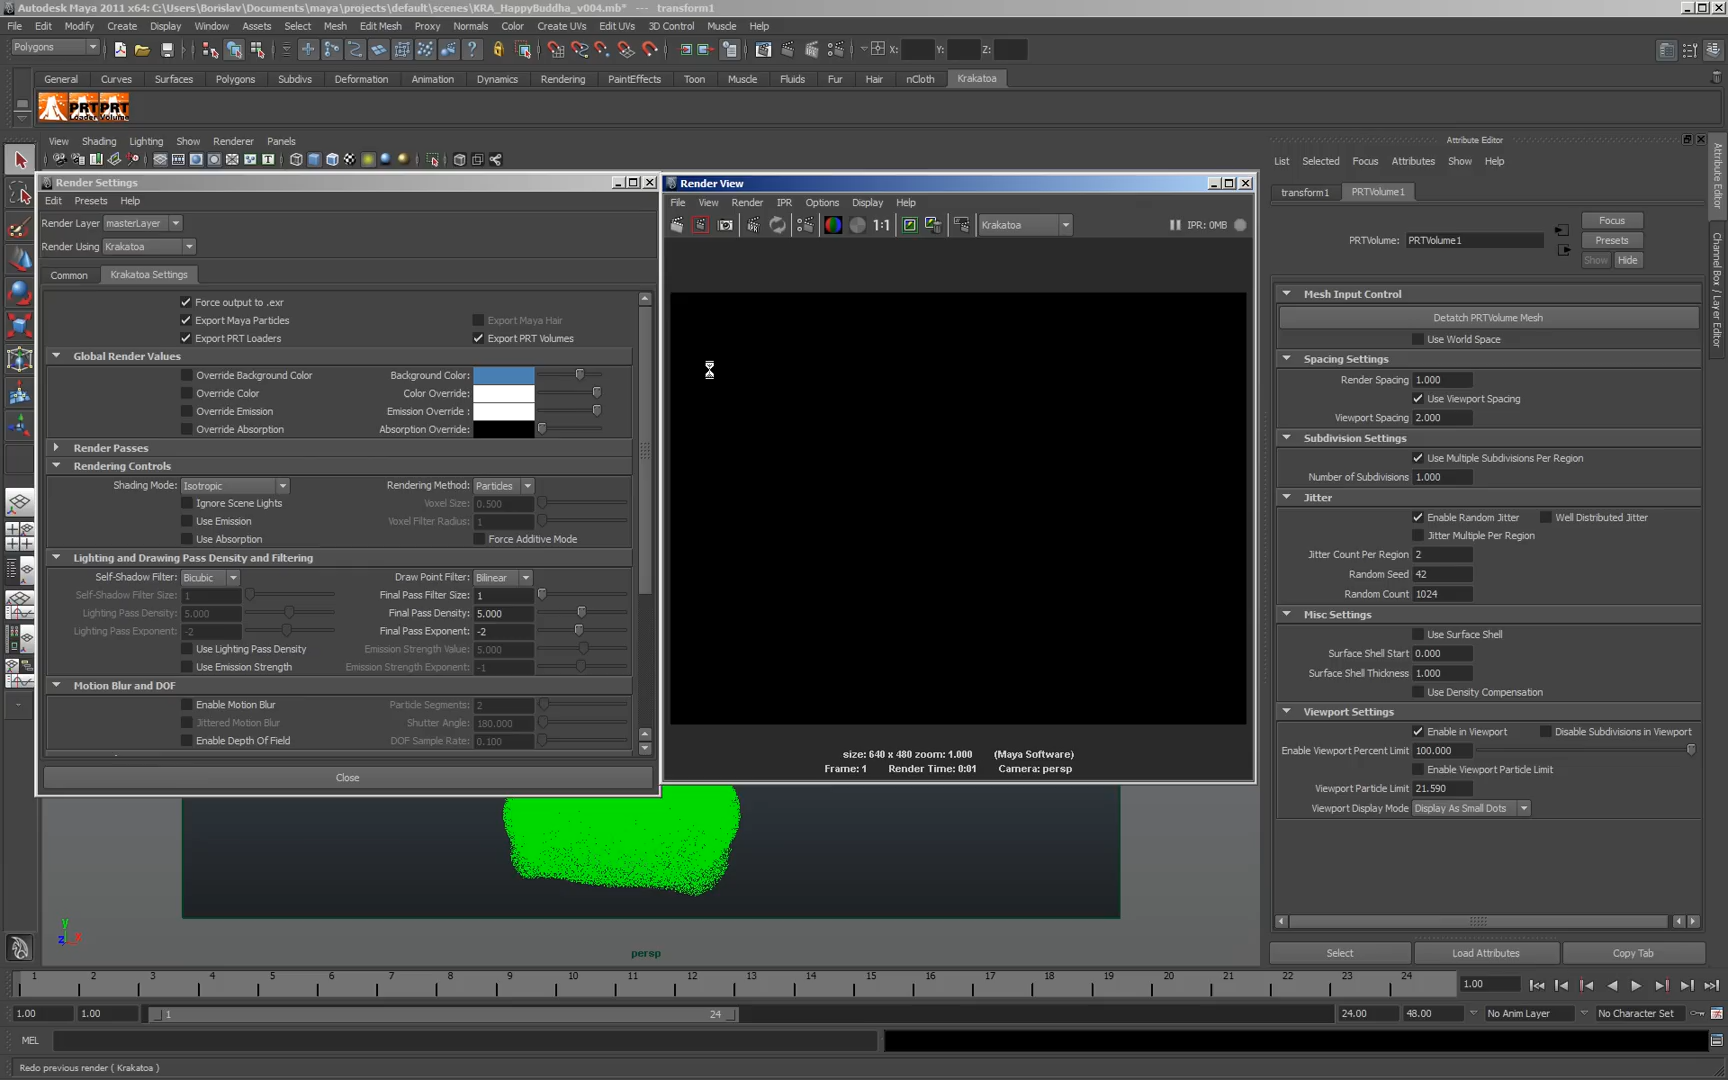 Autodesk Maya 2011 x64: C:\Users\Borislav\Documents\maya\projects\default\scenes\KRA_HappyBuddha_v004.mb* --- transform1
File Edit Modify Create Display Window Assets Select Mesh Edit Mesh Proxy Normals Color Create UVs Edit UVs 3D Control Muscle Help
Polygons X: Y: Z:
General Curves Surfaces Polygons Subdivs Deformation Animation Dynamics Rendering PaintEffects Toon Muscle Fluids Fur Hair nCloth Krakatoa
PRT PRT
Loader Volume
View Shading Lighting Show Renderer Panels
Render Settings
Edit Presets Help
Render Layer masterLayer
Render Using Krakatoa
Common Krakatoa Settings
Force output to .exr
Export Maya Particles Export Maya Hair
Export PRT Loaders Export PRT Volumes
Global Render Values
Override Background Color Background Color:
Override Color Color Override:
Override Emission Emission Override :
Override Absorption Absorption Override:
Render Passes
Rendering Controls
Shading Mode: Isotropic Rendering Method: Particles
Ignore Scene Lights Voxel Size: 0.500
Use Emission Voxel Filter Radius: 1
Use Absorption Force Additive Mode
Lighting and Drawing Pass Density and Filtering
Self-Shadow Filter: Bicubic Draw Point Filter: Bilinear
Self-Shadow Filter Size: 1 Final Pass Filter Size: 1
Lighting Pass Density: 5.000 Final Pass Density: 5.000
Lighting Pass Exponent: -2 Final Pass Exponent: -2
Use Lighting Pass Density Emission Strength Value: 5.000
Use Emission Strength Emission Strength Exponent: -1
Motion Blur and DOF
Enable Motion Blur Particle Segments: 2
Jittered Motion Blur Shutter Angle: 180.000
Enable Depth Of Field DOF Sample Rate: 0.100
Close
Render View
File View Render IPR Options Display Help
1:1 Krakatoa IPR: 0MB
size: 640 x 480 zoom: 1.000 (Maya Software)
Frame: 1 Render Time: 0:01 Camera: persp
Attribute Editor
List Selected Focus Attributes Show Help
transform1 PRTVolume1
PRTVolume: PRTVolume1
Focus
Presets
Show Hide
Mesh Input Control
Detatch PRTVolume Mesh
Use World Space
Spacing Settings
Render Spacing 1.000
Use Viewport Spacing
Viewport Spacing 2.000
Subdivision Settings
Use Multiple Subdivisions Per Region
Number of Subdivisions 1.000
Jitter
Enable Random Jitter Well Distributed Jitter
Jitter Multiple Per Region
Jitter Count Per Region 2
Random Seed 42
Random Count 1024
Misc Settings
Use Surface Shell
Surface Shell Start 0.000
Surface Shell Thickness 1.000
Use Density Compensation
Viewport Settings
Enable in Viewport Disable Subdivisions in Viewport
Enable Viewport Percent Limit 100.000
Enable Viewport Particle Limit
Viewport Particle Limit 21.590
Viewport Display Mode Display As Small Dots
Select Load Attributes Copy Tab
Attribute Editor
Channel Box / Layer Editor
y
z
persp
1 2 3 4 5 6 7 8 9 10 11 12 13 14 15 16 17 18 19 20 21 22 23 24 1.00
1.00 1.00 1 24 24.00 48.00 No Anim Layer No Character Set
MEL
Redo previous render ( Krakatoa )